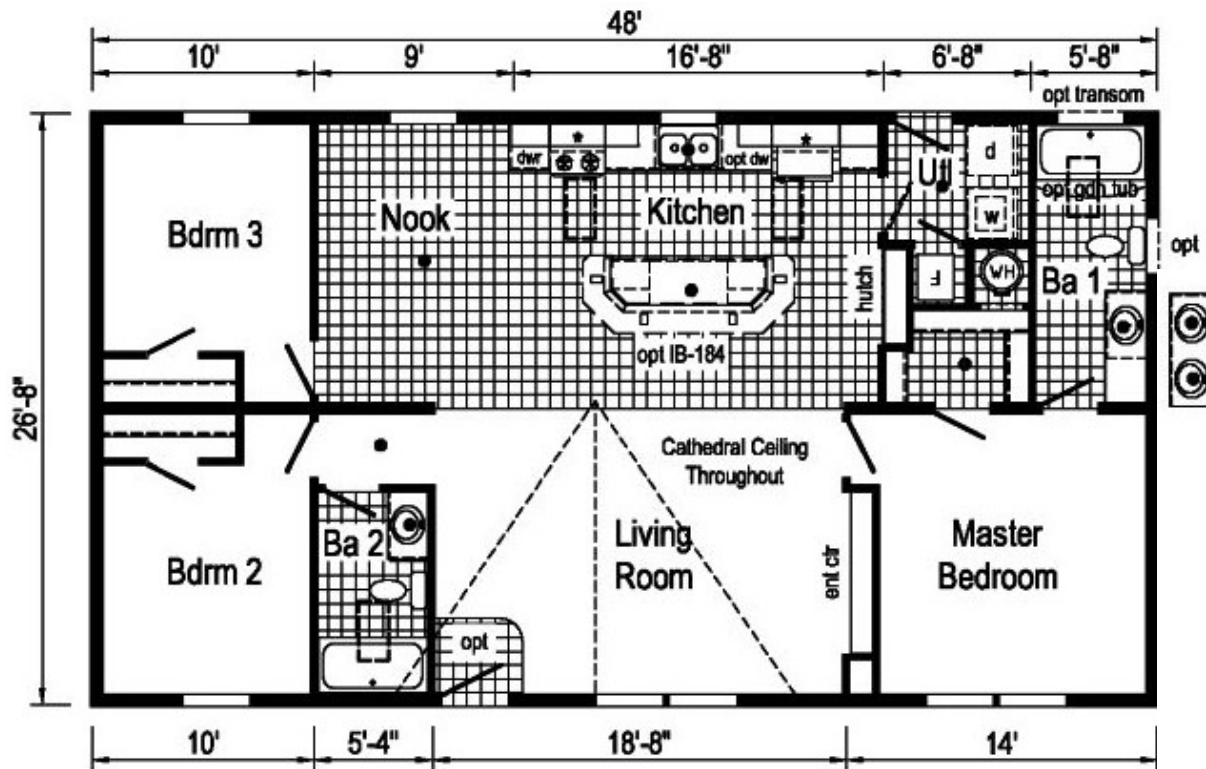 48'
10'
9'
16'-8"
6'-8"
5'-8"
opt transom
26'-8"
dwr
*
opt dw
*
Utl
d
w
opt gdn tub
opt
Bdrm 3
Nook
Kitchen
F
WH
Ba 1
hutch
opt IB-184
Cathedral Ceiling
Throughout
Bdrm 2
Ba 2
Living
Room
ent ctr
Master
Bedroom
opt
10'
5'-4"
18'-8"
14'